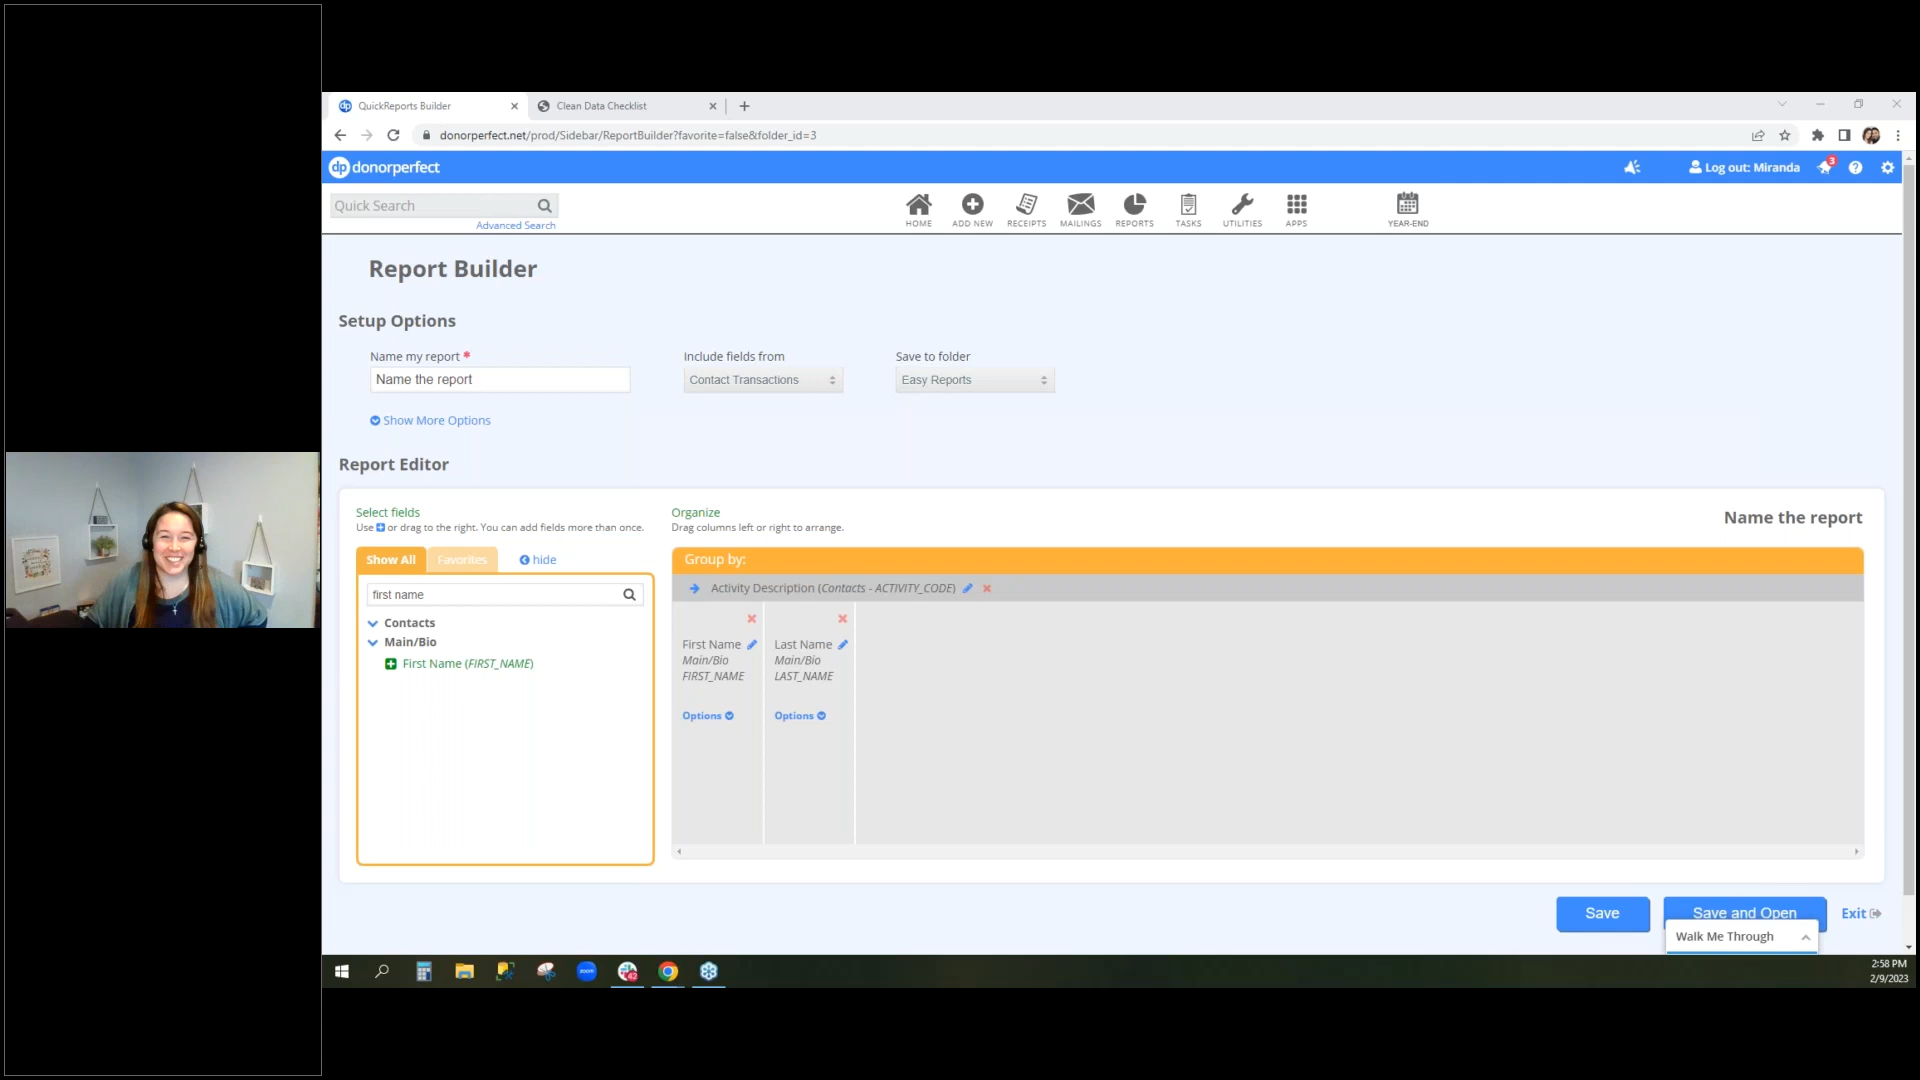 QuickReports Builder
Clean Data Checklist
donorperfect.net/prod/Sidebar/ReportBuilder?favorite=false&folder_id=3
dp donorperfect
Log out: Miranda
3
Quick Search
Advanced Search
HOME
ADD NEW
RECEIPTS
MAILINGS
REPORTS
TASKS
UTILITIES
APPS
YEAR-END
Report Builder
Setup Options
Name my report *
Include fields from
Save to folder
Name the report
Contact Transactions
Easy Reports
Show More Options
Report Editor
Select fields
Use + or drag to the right. You can add fields more than once.
Organize
Drag columns left or right to arrange.
Name the report
Show All
Favorites
hide
Group by:
first name
Activity Description (Contacts - ACTIVITY_CODE)
Contacts
Main/Bio
First Name (FIRST_NAME)
First Name
Main/Bio
FIRST_NAME
Options
Last Name
Main/Bio
LAST_NAME
Options
Save
Save and Open
Exit
Walk Me Through
zoom
42
2:58 PM
2/9/2023